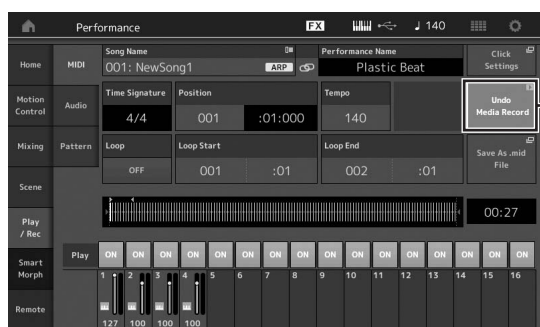 Performance FX 140
Home MIDI Song Name Performance Name Click Settings
001: NewSong1 ARP Plastic Beat
Motion Control Audio Time Signature Position Tempo Undo Media Record
4/4 001 :01:000 140
Mixing Pattern Loop Loop Start Loop End Save As .mid File
OFF 001 :01 002 :01
Scene
Play / Rec 00:27
Smart Morph Play ON ON ON ON ON ON ON ON ON ON ON ON ON ON ON ON
1 2 3 4 5 6 7 8 9 10 11 12 13 14 15 16
Remote 127 100 100 100